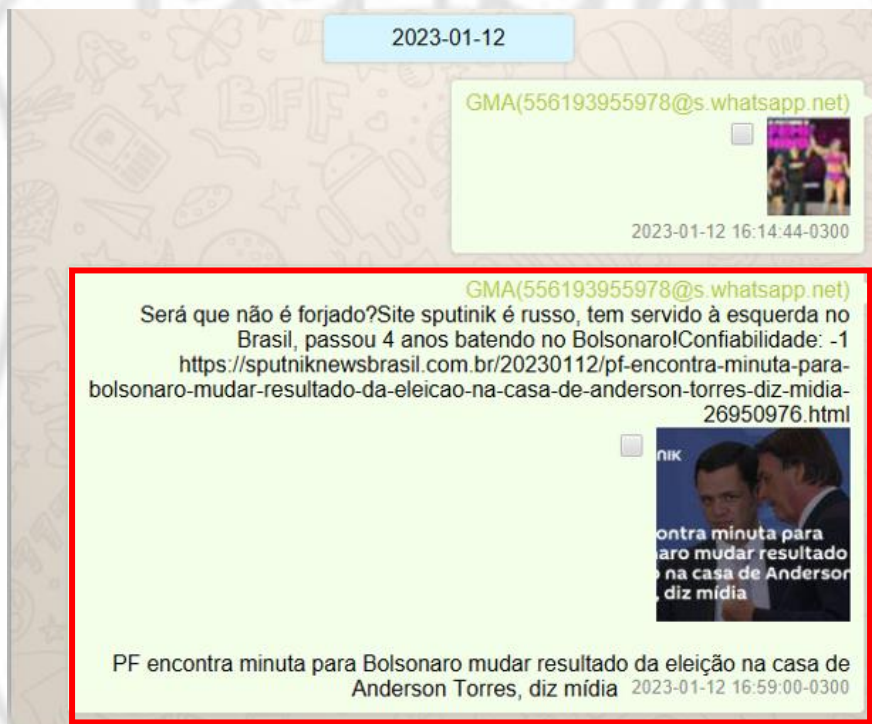 2023-01-12
GMA(556193955978@s.whatsapp.net)
2023-01-12 16:14:44-0300
GMA(556193955978@s.whatsapp.net)
Será que não é forjado?Site sputinik é russo, tem servido à esquerda no
Brasil, passou 4 anos batendo no Bolsonaro!Confiabilidade: -1
https://sputniknewsbrasil.com.br/20230112/pf-encontra-minuta-para-
bolsonaro-mudar-resultado-da-eleicao-na-casa-de-anderson-torres-diz-midia-
26950976.html
ontra minuta para
aro mudar resultado
na casa de Anderson
diz mídia
PF encontra minuta para Bolsonaro mudar resultado da eleição na casa de
Anderson Torres, diz mídia 2023-01-12 16:59:00-0300